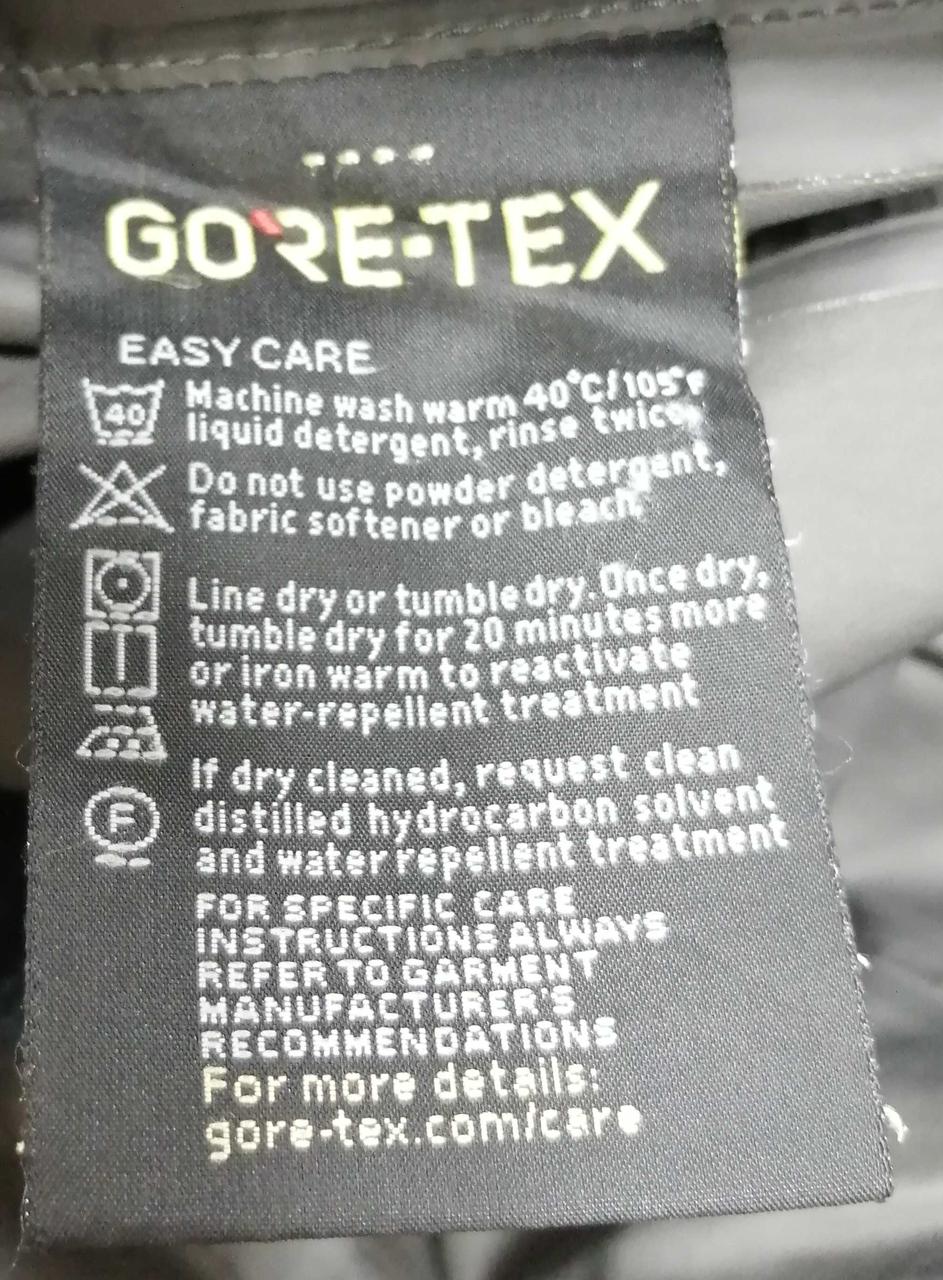 GORE-TEX
EASY CARE
40
Machine wash warm 40°C/105°F
liquid detergent, rinse twice.
Do not use powder detergent,
fabric softener or bleach.
Line dry or tumble dry. Once dry,
tumble dry for 20 minutes more
or iron warm to reactivate
water-repellent treatment
F
If dry cleaned, request clean
distilled hydrocarbon solvent
and water repellent treatment
FOR SPECIFIC CARE
INSTRUCTIONS ALWAYS
REFER TO GARMENT
MANUFACTURER'S
RECOMMENDATIONS
For more details:
gore-tex.com/care